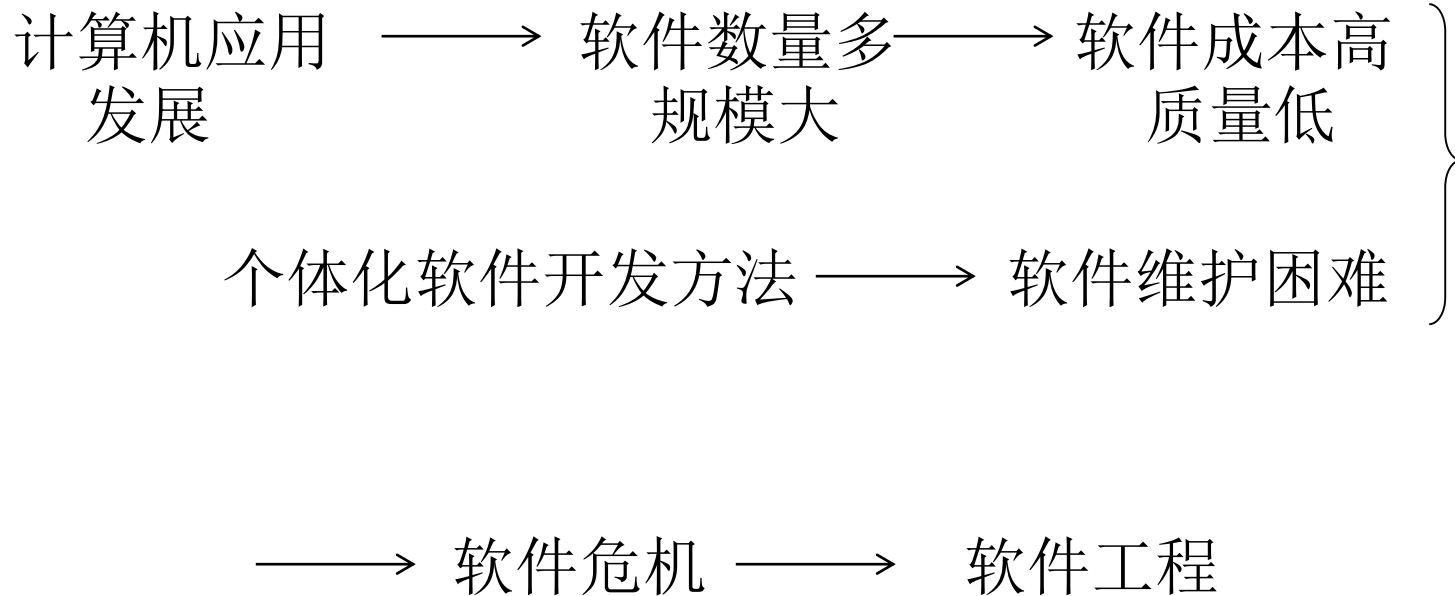 计算机应用 软件数量多 软件成本高
发展 规模大 质量低
个体化软件开发方法 软件维护困难
软件危机 软件工程